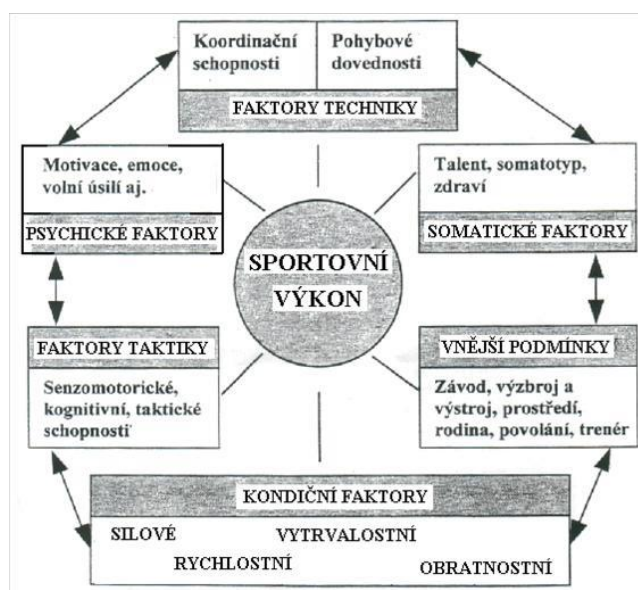 Koordinační
schopnosti
Pohybové
dovednosti
FAKTORY TECHNIKY
Motivace, emoce,
volní úsilí aj.
PSYCHICKÉ FAKTORY
Talent, somatotyp,
zdraví
SOMATICKÉ FAKTORY
SPORTOVNÍ
VÝKON
FAKTORY TAKTIKY
Senzomotorické,
kognitivní, taktické
schopnosti
VNĚJŠÍ PODMÍNKY
Závod, výzbroj a
výstroj, prostředí,
rodina, povolání, trenér
KONDIČNÍ FAKTORY
SILOVÉ
VYTRVALOSTNÍ
RYCHLOSTNÍ
OBRATNOSTNÍ